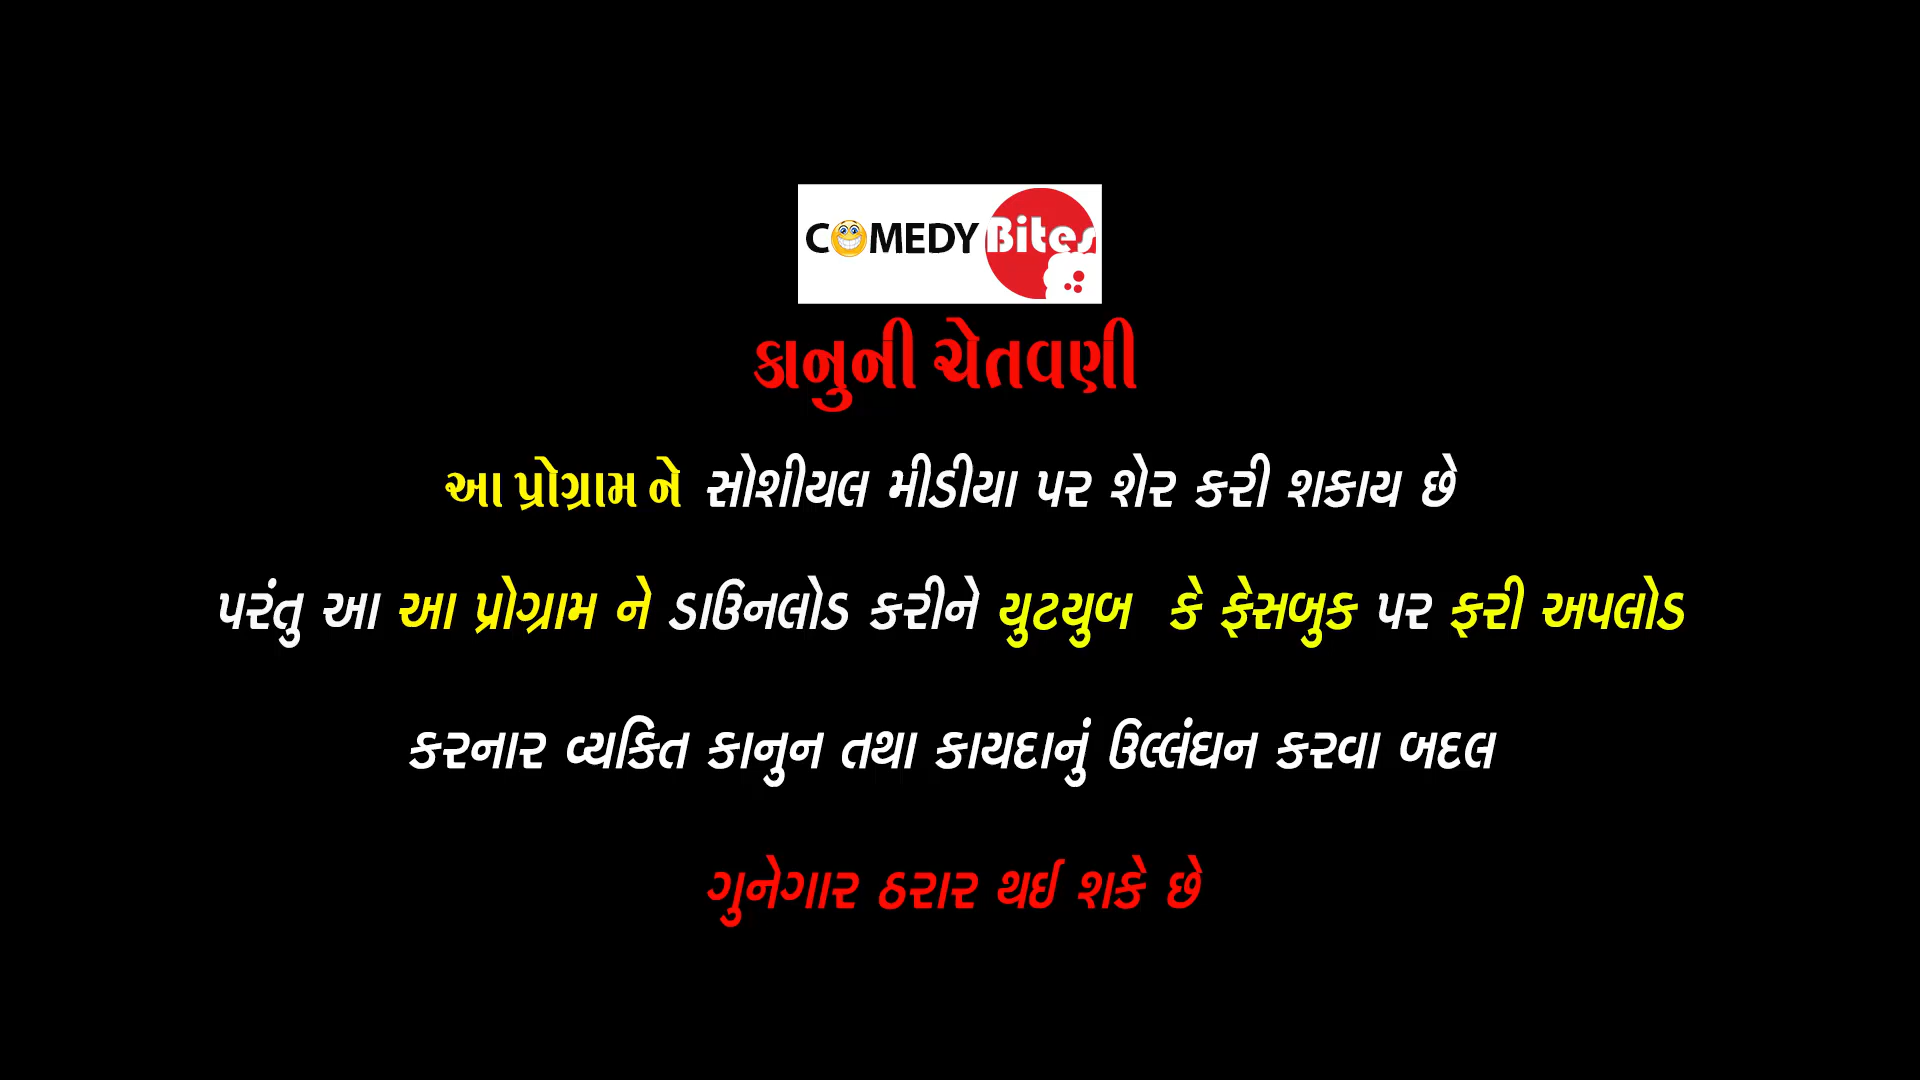 COMEDY Bites
કાનુની ચેતવણી
આ પ્રોગ્રામ ને સોશીયલ મીડીયા પર શેર કરી શકાય છે
પરંતુ આ આ પ્રોગ્રામ ને ડાઉનલોડ કરીને યુટયુબ કે ફેસબુક પર ફરી અપલોડ
કરનાર વ્યકિત કાનુન તથા કાયદાનું ઉલ્લંઘન કરવા બદલ
ગુનેગાર ઠરાર થઈ શકે છે